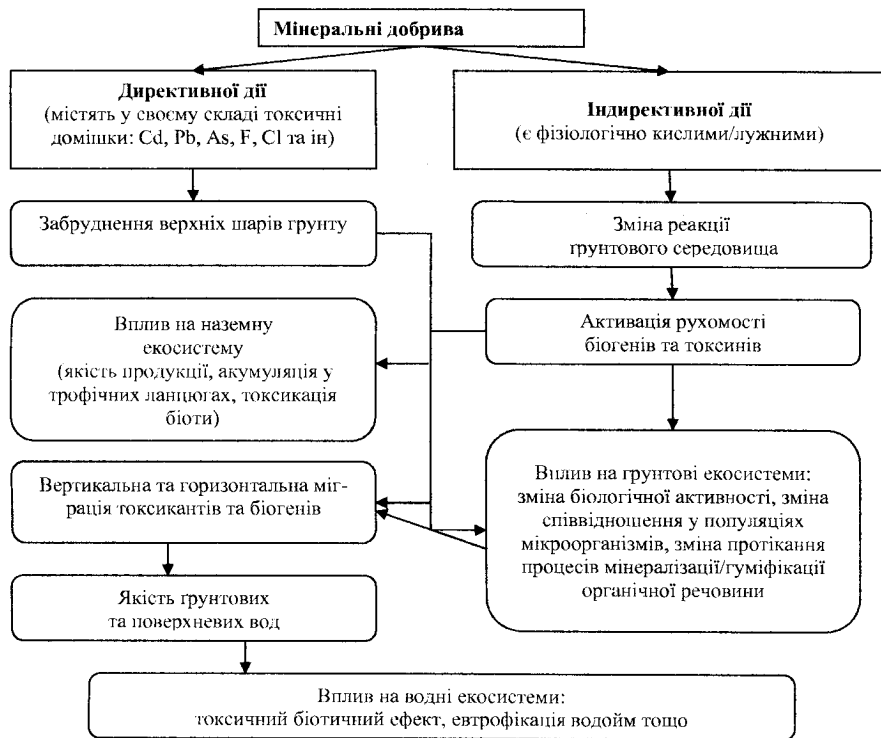 Мінеральні добрива
Директивної дії
(містять у своєму складі токсичні
домішки: Cd, Pb, As, F, Cl та ін)
Індирективної дії
(є фізіологічно кислими/лужними)
Забруднення верхніх шарів грунту
Зміна реакції
ґрунтового середовища
Вплив на наземну
екосистему
(якість продукції, акумуляція у
трофічних ланцюгах, токсикація
біоти)
Активація рухомості
біогенів та токсинів
Вертикальна та горизонтальна міг-
рація токсикантів та біогенів
Вплив на ґрунтові екосистеми:
зміна біологичної активності, зміна
співвідношення у популяціях
мікроорганізмів, зміна протікання
процесів мінералізації/гуміфікації
органічної речовини
Якість ґрунтових
та поверхневих вод
Вплив на водні екосистеми:
токсичний біотичний ефект, евтрофікація водойм тощо